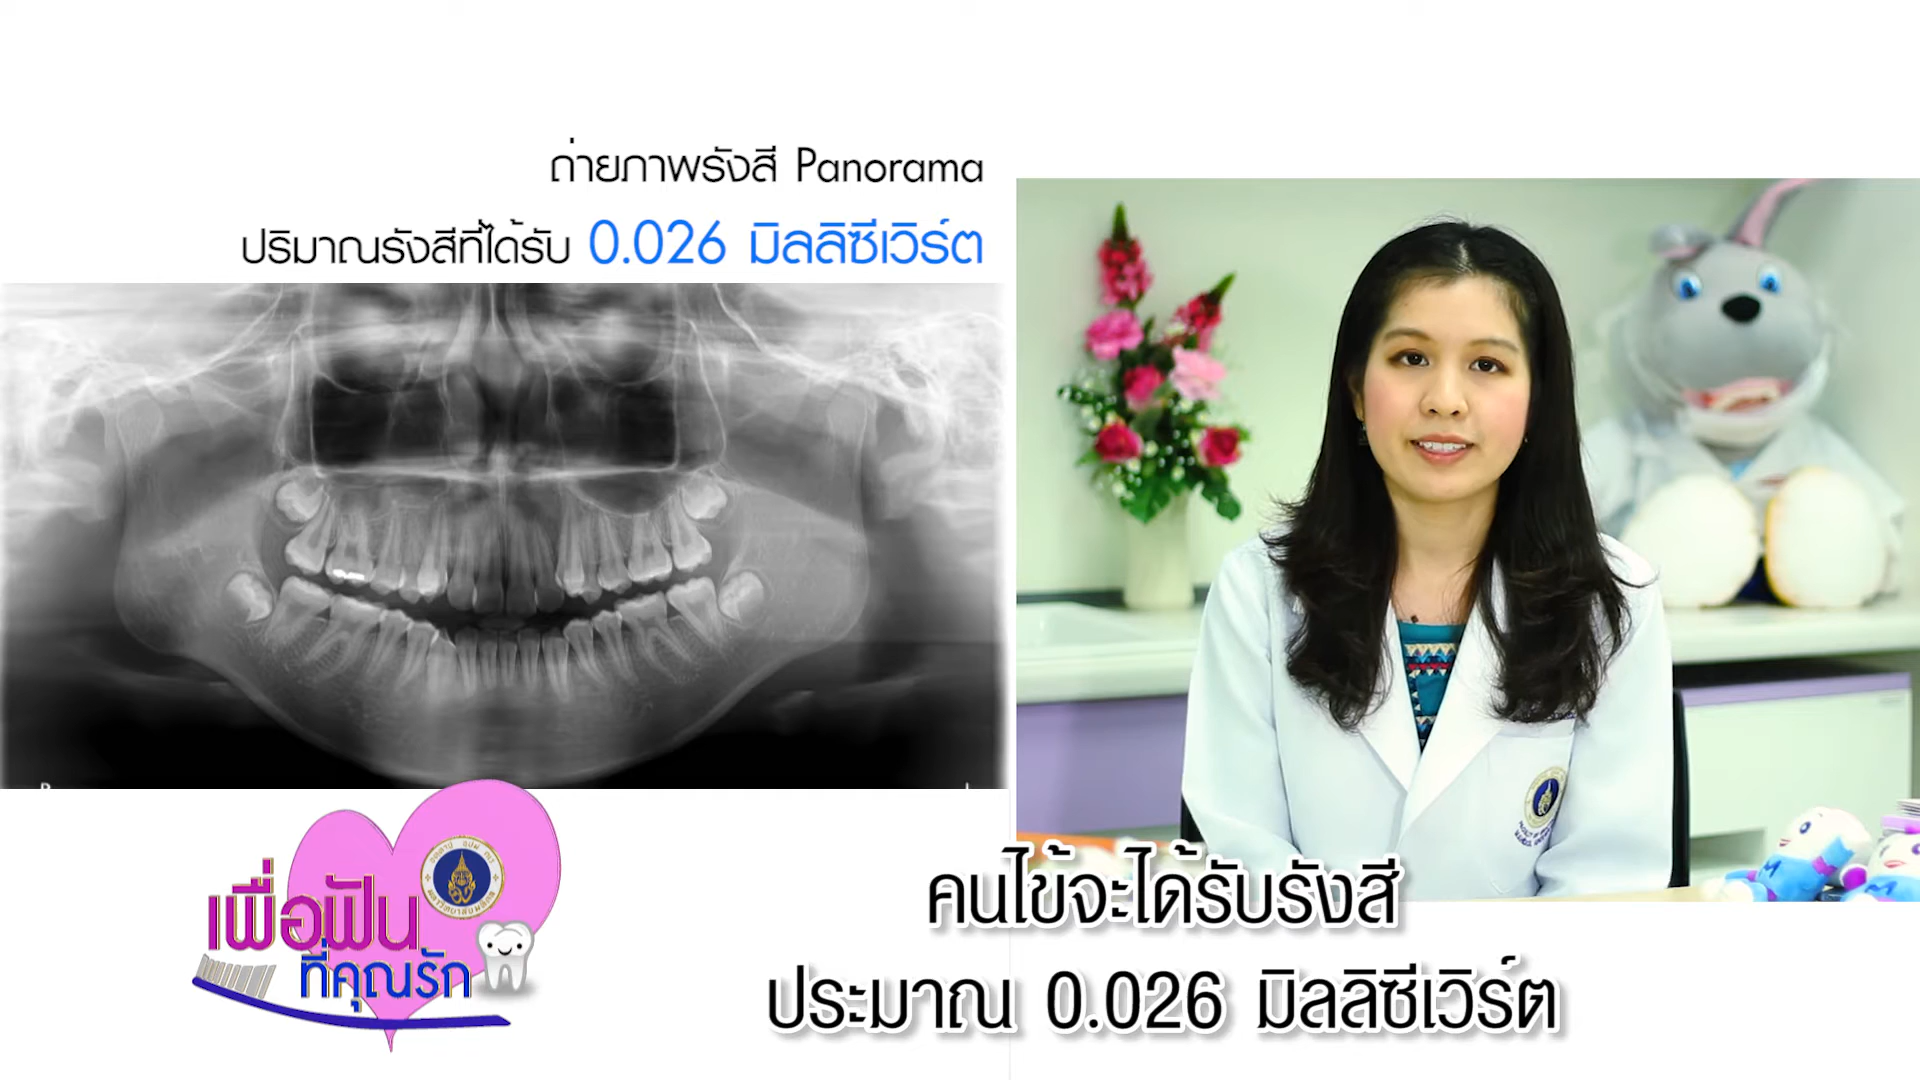 ถ่ายภาพรังสี Panorama
ปริมาณรังสีที่ได้รับ 0.026 มิลลิซีเวิร์ต
เพื่อฟัน
ที่คุณรัก
คนไข้จะได้รับรังสี
ประมาณ 0.026 มิลลิซีเวิร์ต